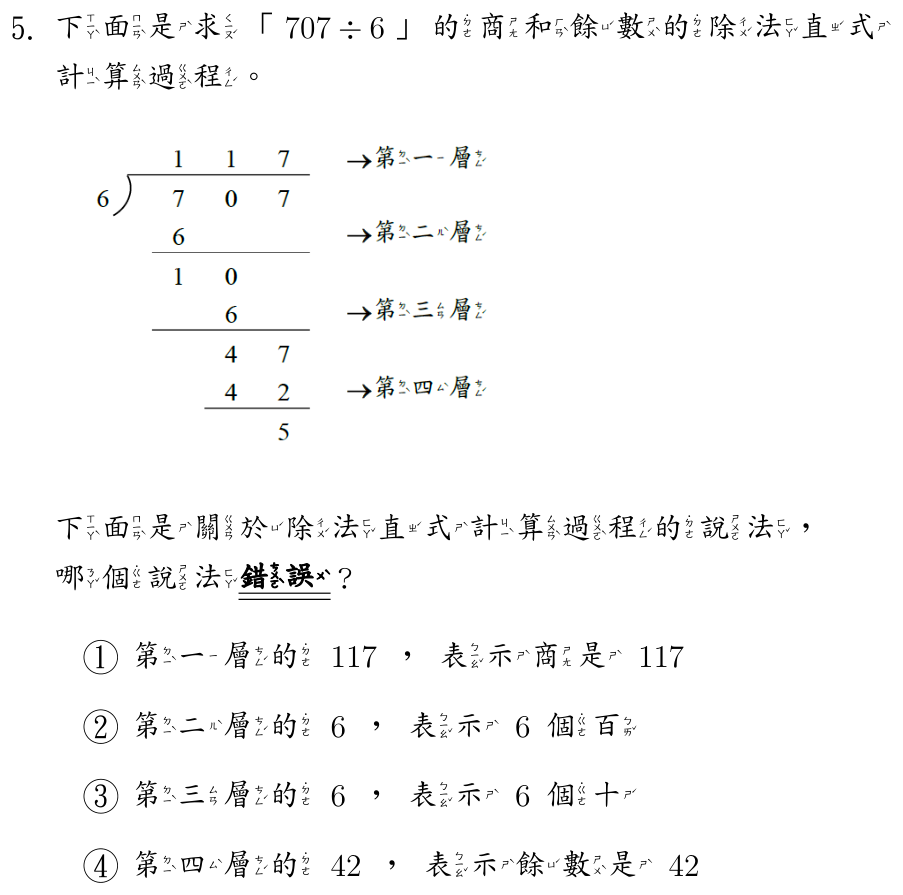 5. 下面是求「707÷6」的商和餘數的除法直式
計算過程。
1 1 7 →第一層
6 ) 7 0 7
6 →第二層
1 0
6 →第三層
4 7
4 2 →第四層
5
下面是關於除法直式計算過程的說法，
哪個說法錯誤？
① 第一層的 117 ， 表示商是 117
② 第二層的 6 ， 表示 6 個百
③ 第三層的 6 ， 表示 6 個十
④ 第四層的 42 ， 表示餘數是 42